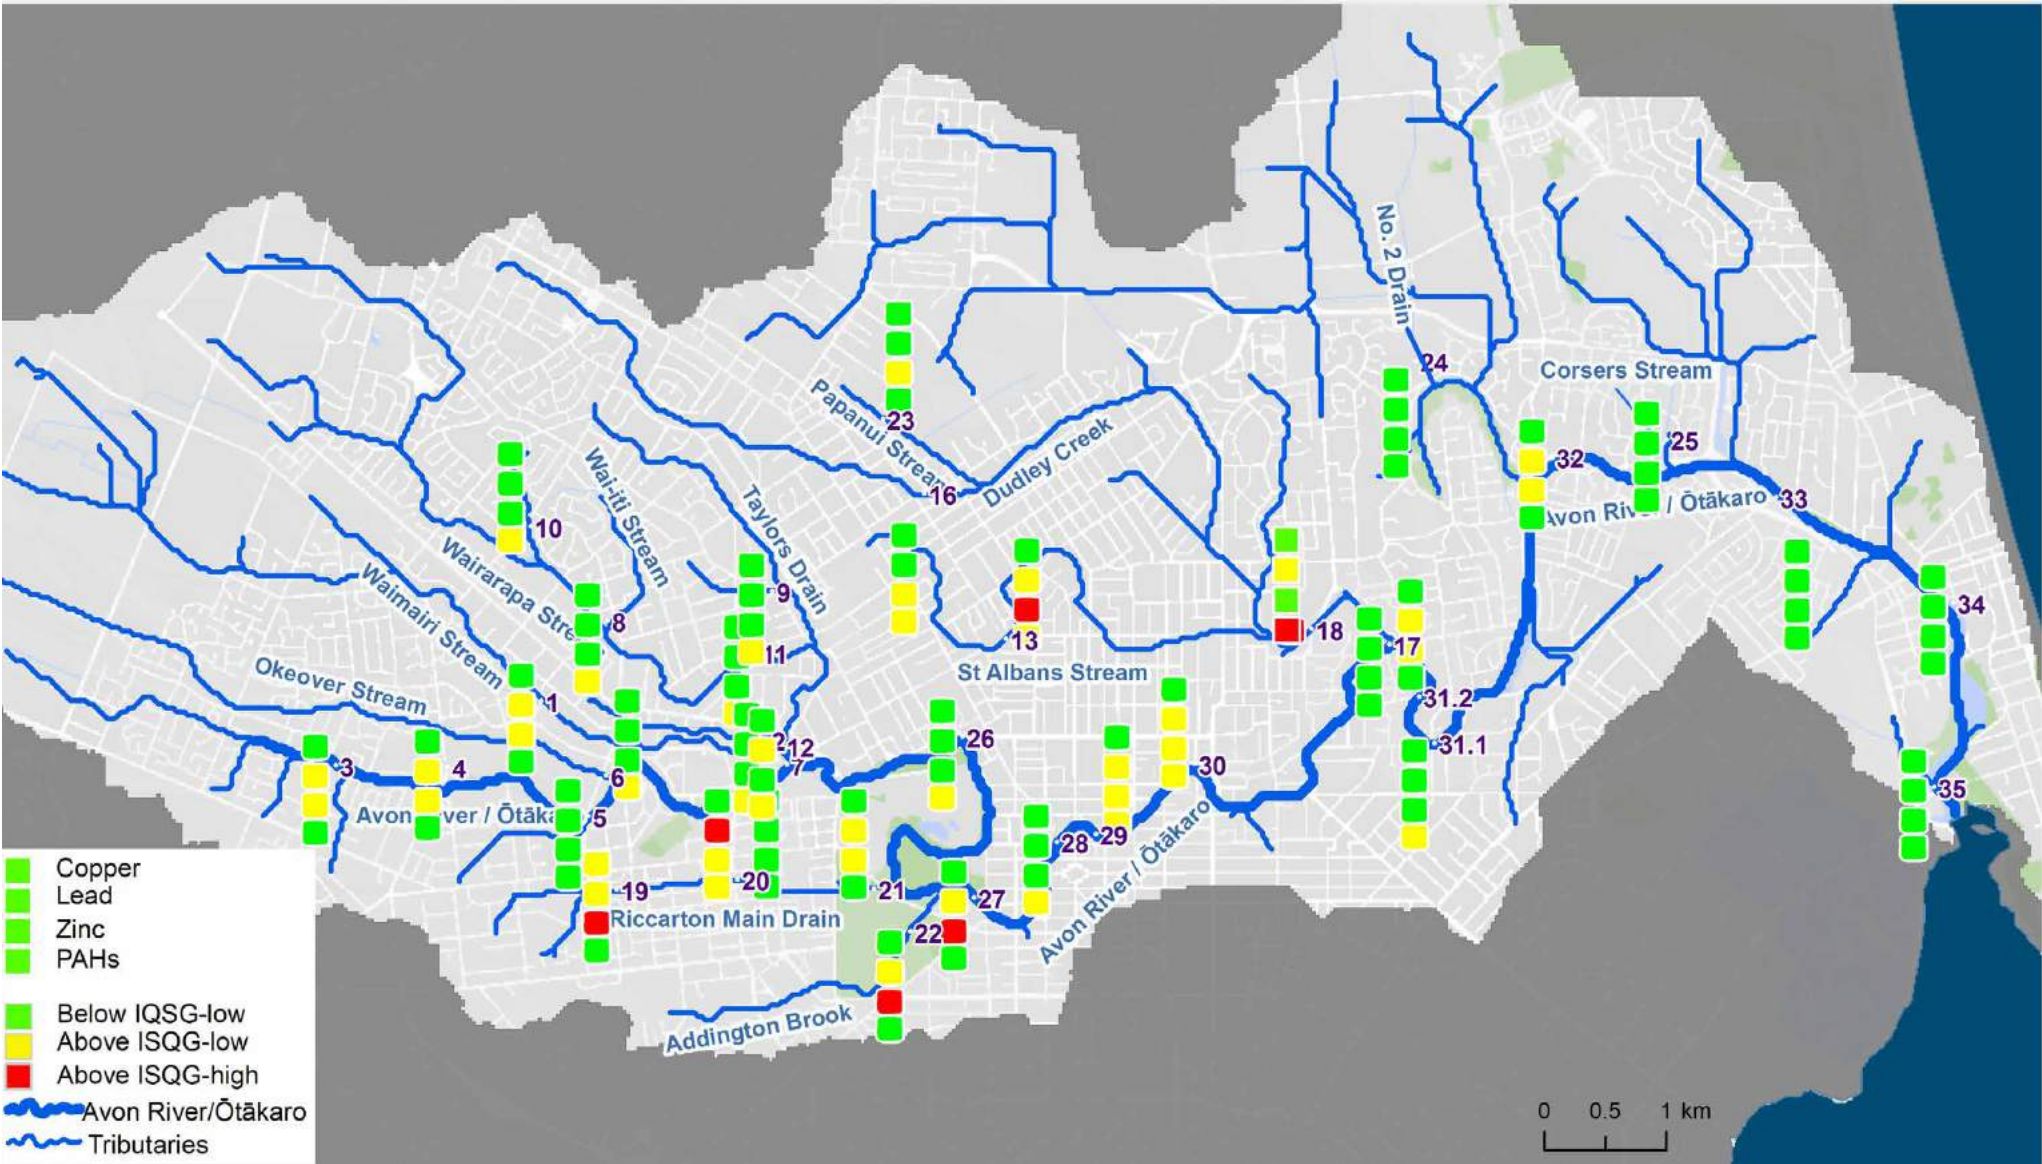 No. 2 Drain
24
Corsers Stream
Papanui Stream
23
Dudley Creek
16
25
32
Avon River / Ōtākaro
33
10
Wai-iti Stream
Taylors Drain
Wairarapa Stre
Waimairi Stream
9
8
11
13
18
17
34
St Albans Stream
Okeover Stream
1
31.2
31.1
2
12
7
26
3
4
6
30
35
Avon
ver / Ōtāka
5
28
29
Avon River / Ōtākaro
19
20
21
27
Riccarton Main Drain
22
Addington Brook
Copper
Lead
Zinc
PAHs
Below IQSG-low
Above ISQG-low
Above ISQG-high
Avon River/Ōtākaro
Tributaries
0 0.5 1 km